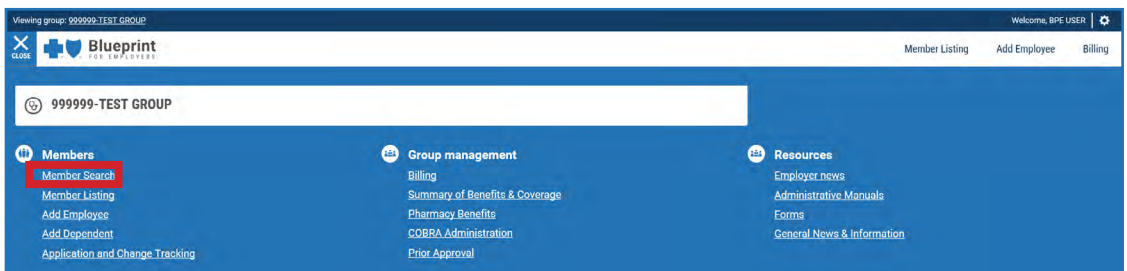 Viewing group: 999999-TEST GROUP
Welcome, BPE USER
CLOSE
Blueprint
FOR EMPLOYERS
Member Listing
Add Employee
Billing
999999-TEST GROUP
Members
Member Search
Member Listing
Add Employee
Add Dependent
Application and Change Tracking
Group management
Billing
Summary of Benefits & Coverage
Pharmacy Benefits
COBRA Administration
Prior Approval
Resources
Employer news
Administrative Manuals
Forms
General News & Information